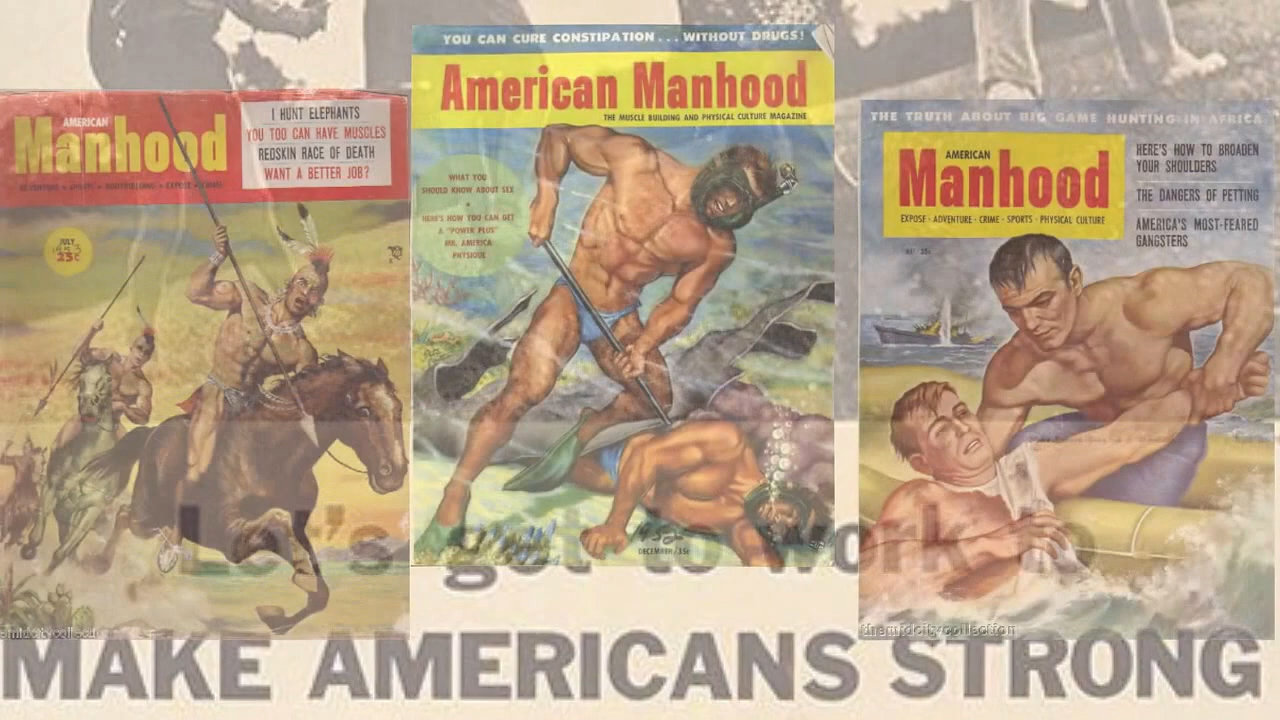 I HUNT ELEPHANTS
YOU TOO CAN HAVE MUSCLES
REDSKIN RACE OF DEATH
WANT A BETTER JOB?
AMERICAN
Manhood
JULY
25¢
YOU CAN CURE CONSTIPATION . . . WITHOUT DRUGS!
American Manhood
THE MUSCLE BUILDING AND PHYSICAL CULTURE MAGAZINE
WHAT YOU
SHOULD KNOW ABOUT SEX
HERE'S HOW YOU CAN GET
A "POWER PLUS"
MR. AMERICA
PHYSIQUE
DECEMBER / 35¢
THE TRUTH ABOUT BIG GAME HUNTING IN AFRICA
AMERICAN
Manhood
EXPOSE · ADVENTURE · CRIME · SPORTS · PHYSICAL CULTURE
HERE'S HOW TO BROADEN
YOUR SHOULDERS
THE DANGERS OF PETTING
AMERICA'S MOST-FEARED
GANGSTERS
themidcitycollection
Let's get to work to
MAKE AMERICANS STRONG